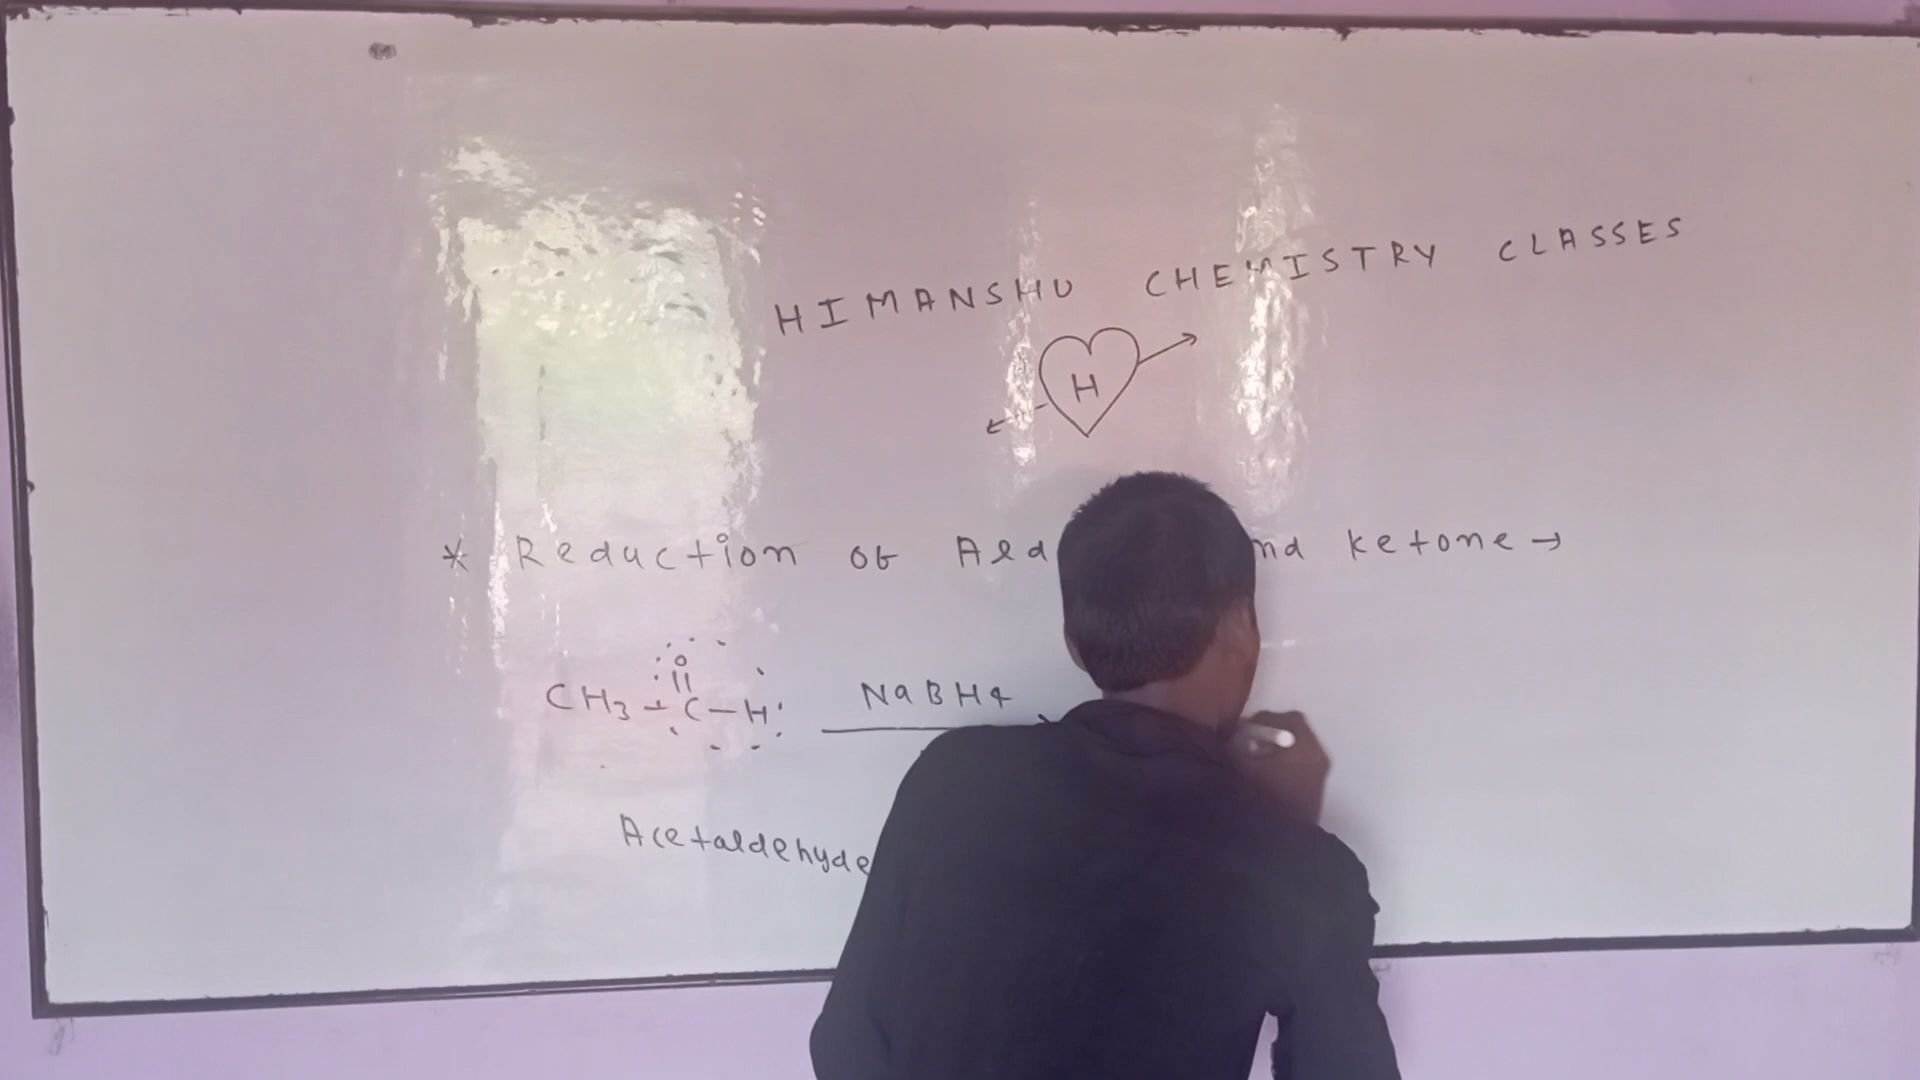 HIMANSHU CHEMISTRY CLASSES
H
* Reduction of Ald nd ketone →
O
||
CH3 - C - H NaBH4
Acetaldehyde